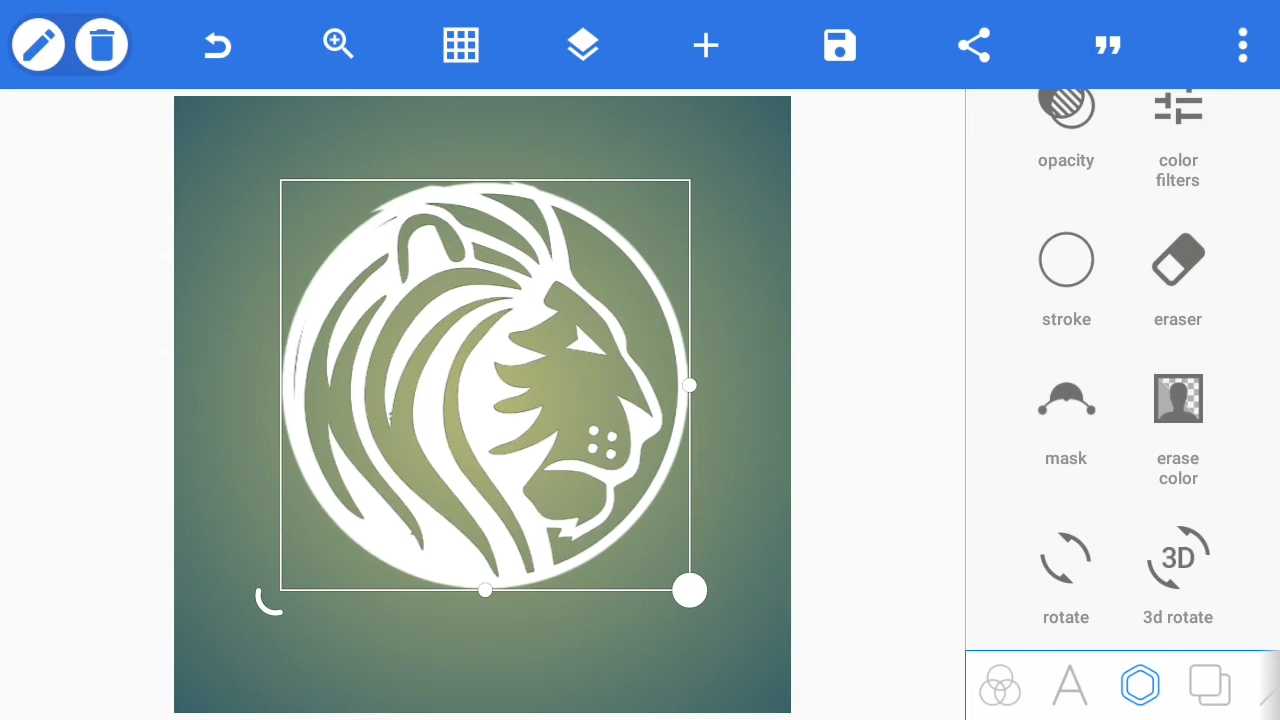 opacity
color
filters
stroke
eraser
mask
erase
color
rotate
3D
3d rotate